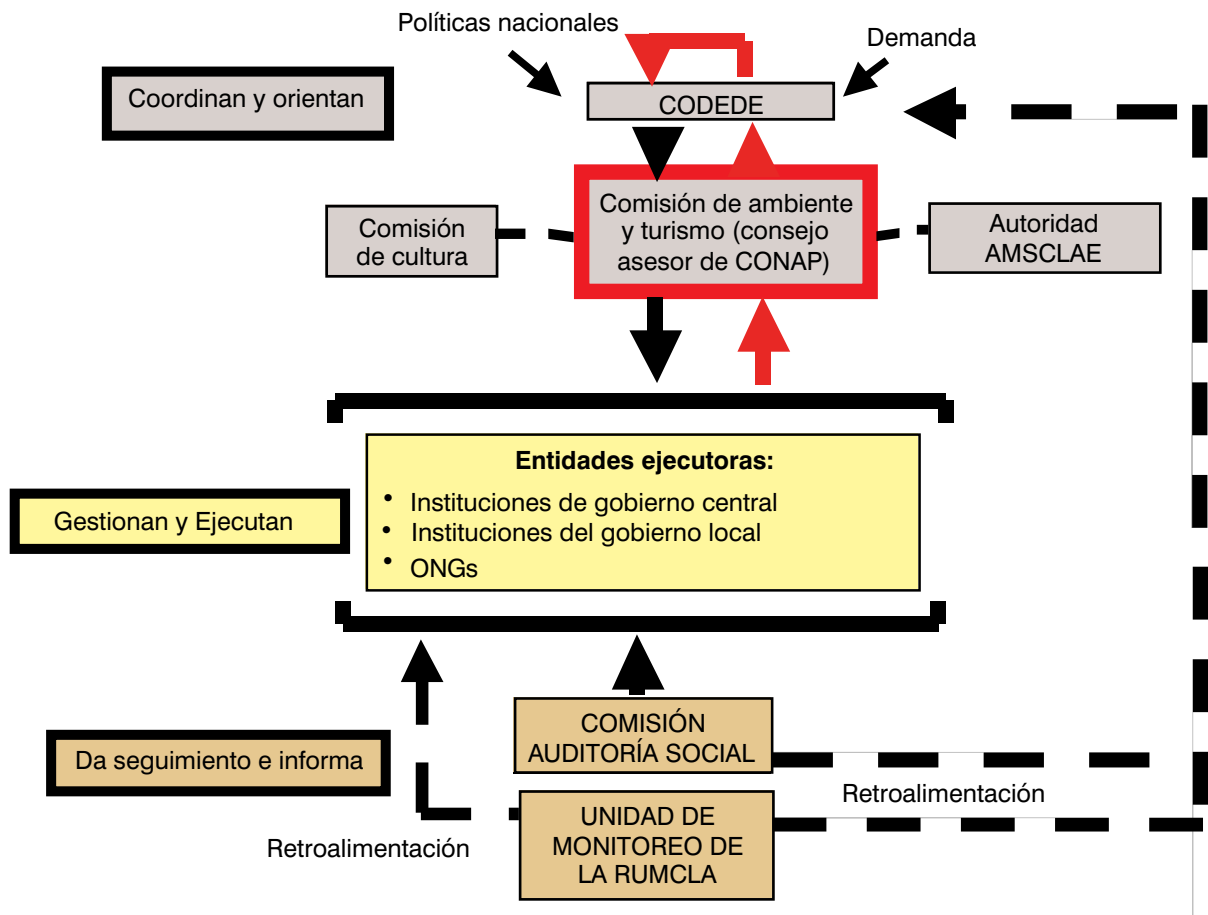 Políticas nacionales
Demanda
Coordinan y orientan
CODEDE
Comisión
de cultura
Comisión de ambiente
y turismo (consejo
asesor de CONAP)
Autoridad
AMSCLAE
Gestionan y Ejecutan
Entidades ejecutoras:
• Instituciones de gobierno central
• Instituciones del gobierno local
• ONGs
Da seguimiento e informa
COMISIÓN
AUDITORÍA SOCIAL
Retroalimentación
UNIDAD DE
MONITOREO DE
LA RUMCLA
Retroalimentación